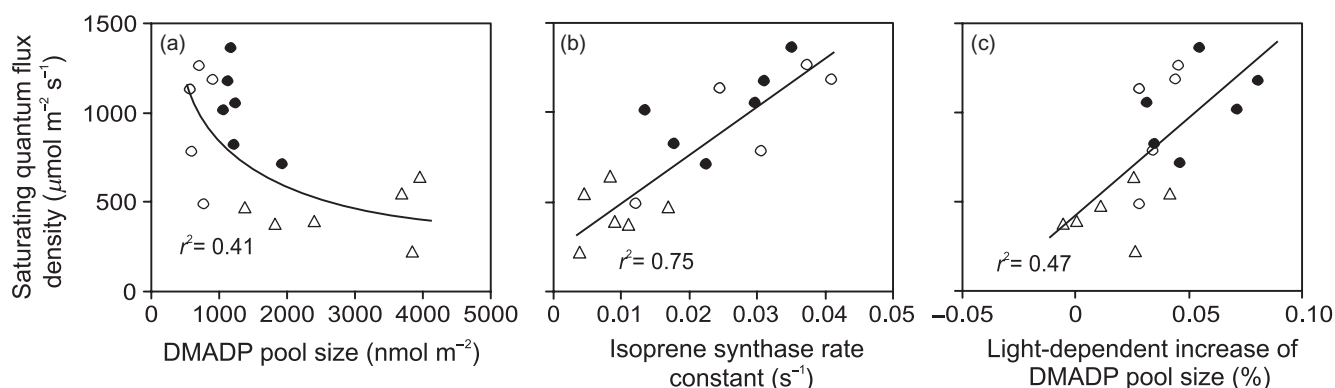 Saturating quantum flux
density (μmol m⁻² s⁻¹)
1500
1000
500
0
(a)
r² = 0.41
0 1000 2000 3000 4000 5000
DMADP pool size (nmol m⁻²)
(b)
r² = 0.75
0 0.01 0.02 0.03 0.04 0.05
Isoprene synthase rate
constant (s⁻¹)
(c)
r² = 0.47
−0.05 0 0.05 0.10
Light-dependent increase of
DMADP pool size (%)